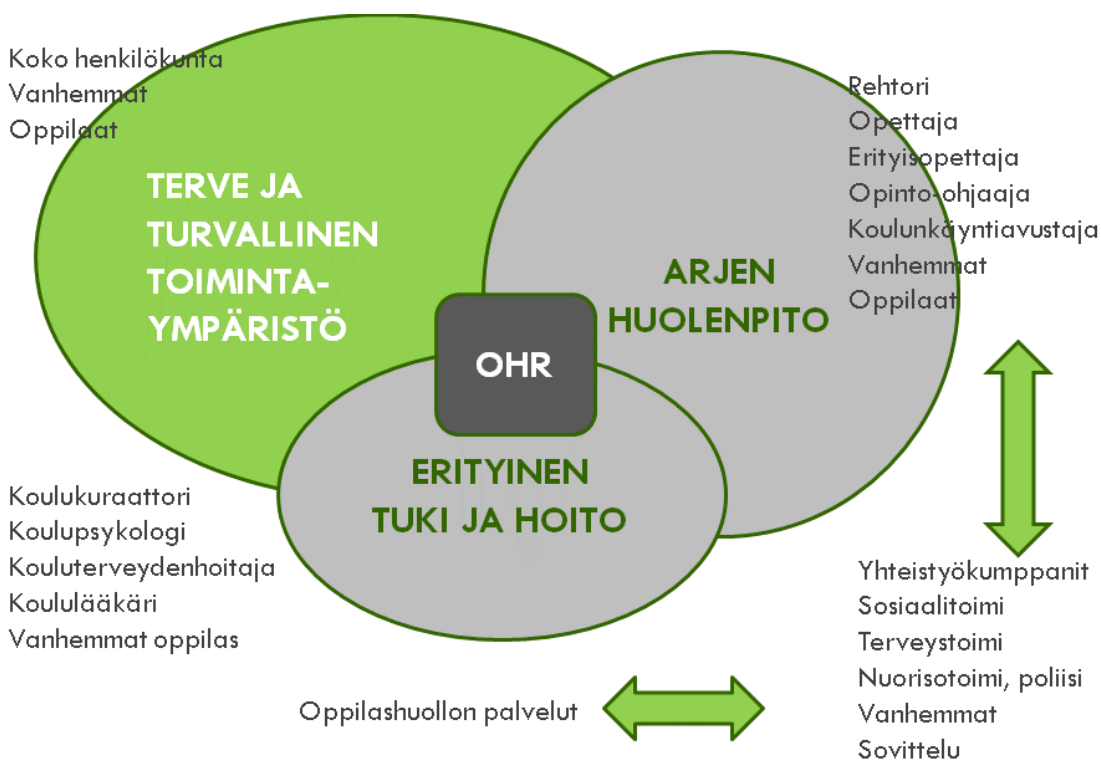 Koko henkilökunta
Vanhemmat
Oppilaat
TERVE JA
TURVALLINEN
TOIMINTA-
YMPÄRISTÖ
Rehtori
Opettaja
Erityisopettaja
Opinto-ohjaaja
Koulunkäyntiavustaja
Vanhemmat
Oppilaat
ARJEN
HUOLENPITO
OHR
ERITYINEN
TUKI JA HOITO
Koulukuraattori
Koulupsykologi
Kouluterveydenhoitaja
Koululääkäri
Vanhemmat oppilas
Yhteistyökumppanit
Sosiaalitoimi
Terveystoimi
Nuorisotoimi, poliisi
Vanhemmat
Sovittelu
Oppilashuollon palvelut